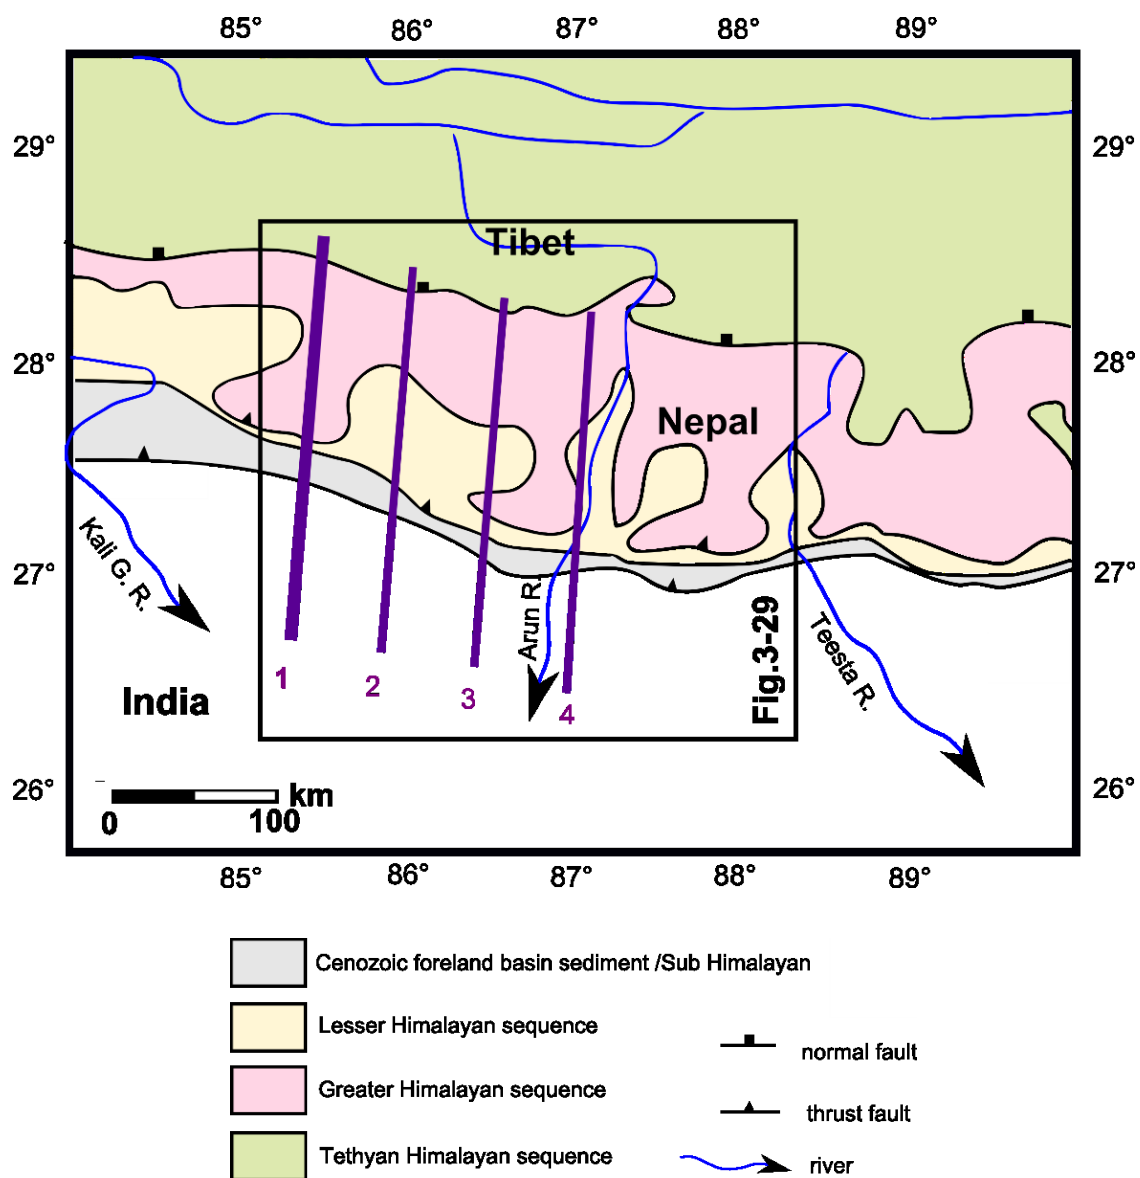 85° 86° 87° 88° 89°
29° 29°
Tibet
28° 28°
Nepal
27° 27°
Kali G. R.
Arun R.
Teesta R.
Fig.3-29
1 2 3 4
India
26° 26°
km
0 100
85° 86° 87° 88° 89°
Cenozoic foreland basin sediment /Sub Himalayan
Lesser Himalayan sequence
normal fault
Greater Himalayan sequence
thrust fault
Tethyan Himalayan sequence
river